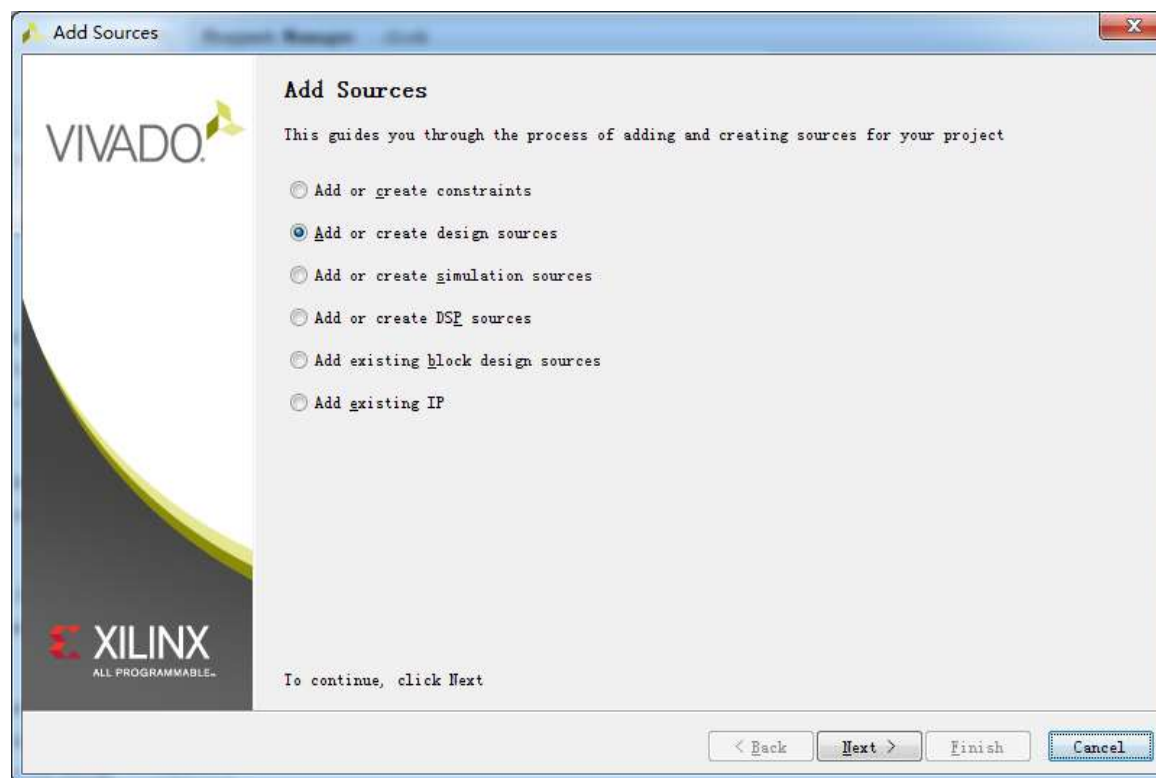 Add Sources
VIVADO.
Add Sources
This guides you through the process of adding and creating sources for your project
Add or create constraints
Add or create design sources
Add or create simulation sources
Add or create DSP sources
Add existing block design sources
Add existing IP
XILINX
ALL PROGRAMMABLE™
To continue, click Next
< Back
Next >
Finish
Cancel